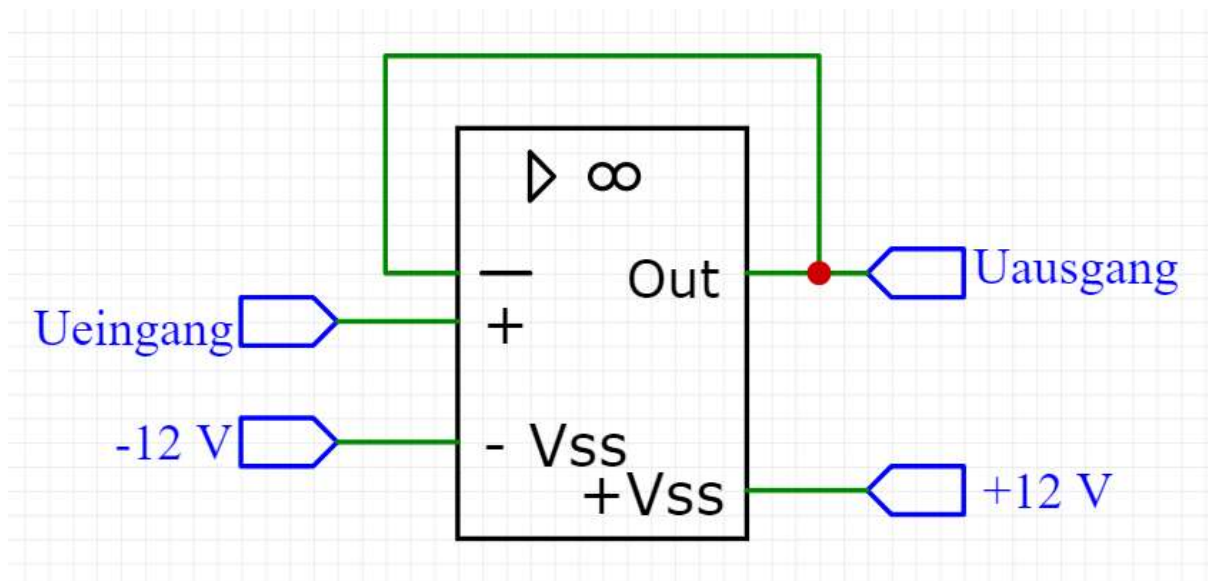 ▷ ∞
− Out
Uausgang
Ueingang
+
-12 V
- Vss
+Vss
+12 V